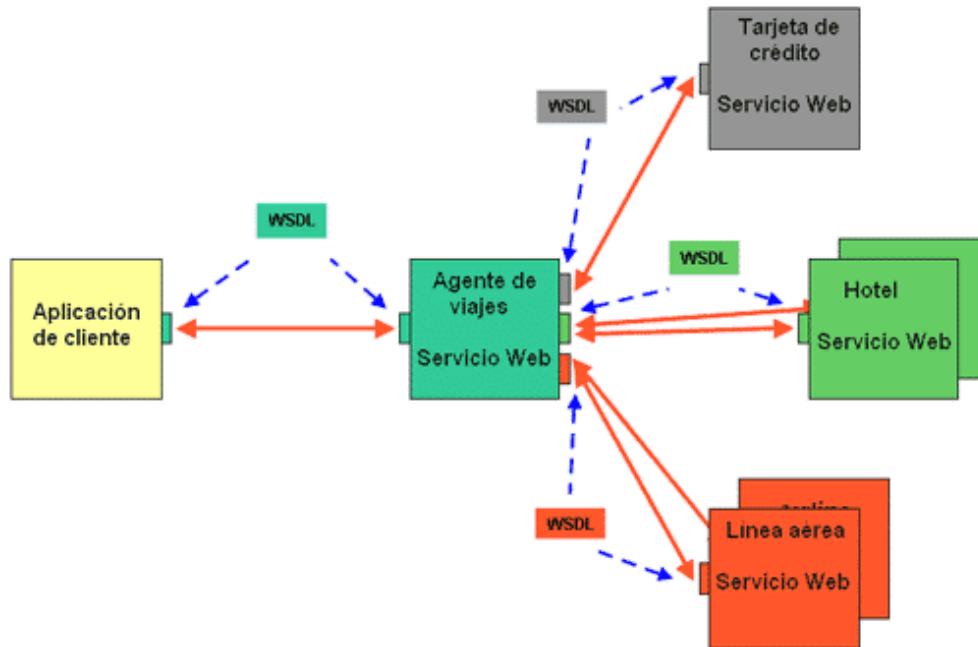 Tarjeta de
crédito
Servicio Web
WSDL
WSDL
WSDL
Aplicación
de cliente
Agente de
viajes
Servicio Web
Hotel
Servicio Web
WSDL
Línea aérea
Servicio Web